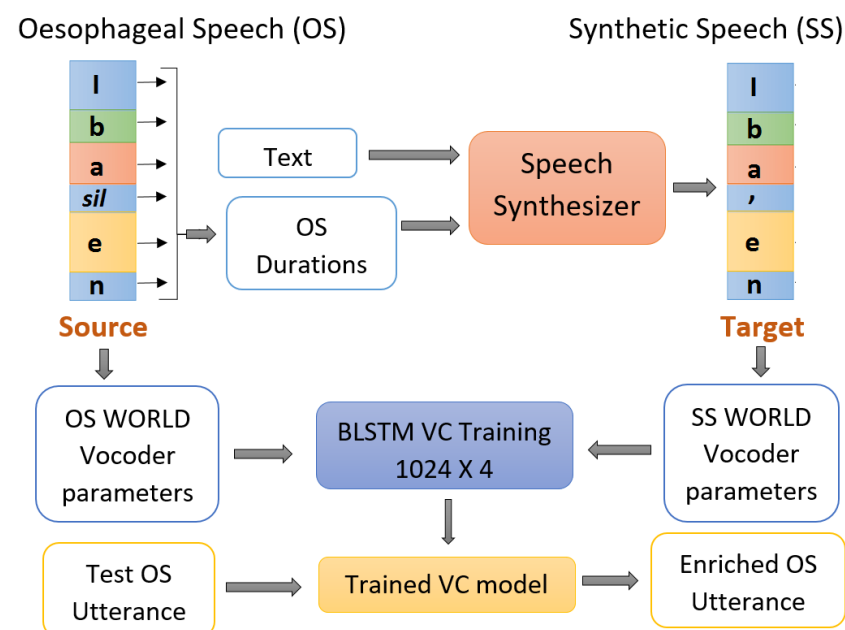 Oesophageal Speech (OS)
Synthetic Speech (SS)
l
b
a
sil
e
n
Text
OS
Durations
Speech
Synthesizer
l
b
a
,
e
n
Source
Target
OS WORLD
Vocoder
parameters
BLSTM VC Training
1024 X 4
SS WORLD
Vocoder
parameters
Test OS
Utterance
Trained VC model
Enriched OS
Utterance